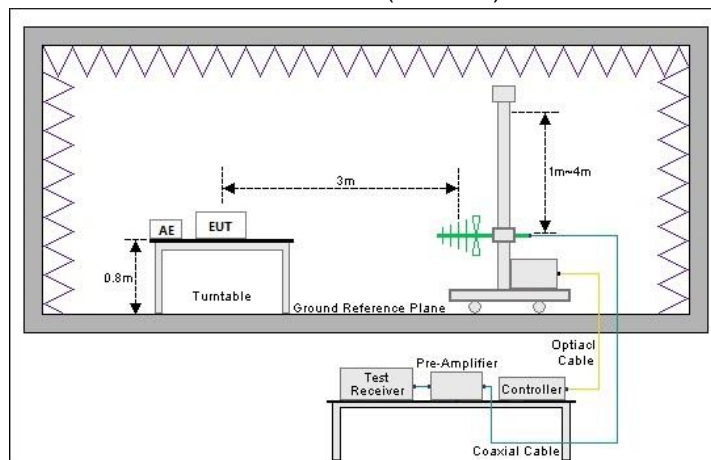 3m
1m~4m
AE
EUT
0.8m
Turntable
Ground Reference Plane
Optiacl
Cable
Pre-Amplifier
Test
Receiver
Controller
Coaxial Cable